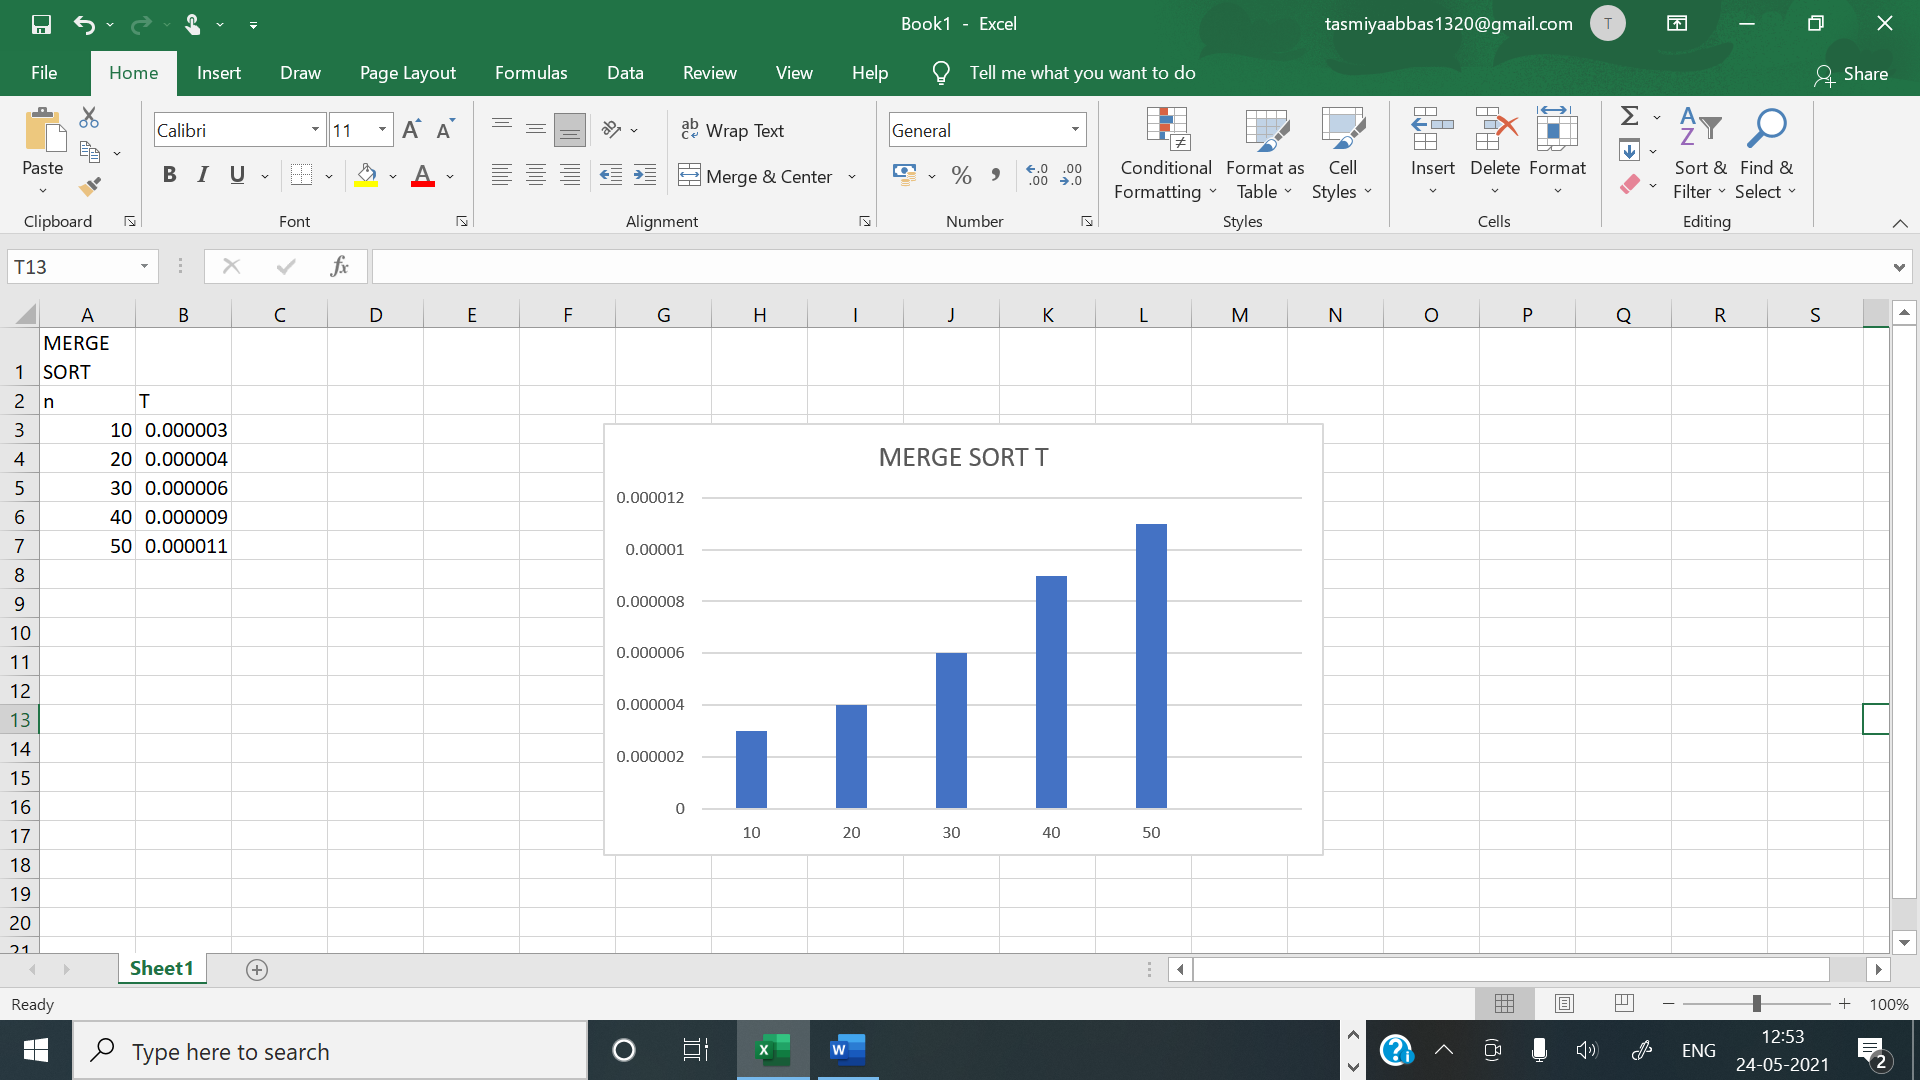 Book1 - Excel
tasmiyaabbas1320@gmail.com
T
File Home Insert Draw Page Layout Formulas Data Review View Help Tell me what you want to do
Share
Paste
Clipboard
Calibri 11
A A
B I U A
Font
ab
Wrap Text
Merge & Center
Alignment
General
% ,
Number
Conditional Formatting
Format as Table
Cell Styles
Styles
Insert Delete Format
Cells
Sort & Filter
Find & Select
Editing
T13
fx
A B C D E F G H I J K L M N O P Q R S
1 MERGE SORT
2 n T
3 10 0.000003
4 20 0.000004
5 30 0.000006
6 40 0.000009
7 50 0.000011
8
9
10
11
12
13
14
15
16
17
18
19
20
21
MERGE SORT T
0.000012
0.00001
0.000008
0.000006
0.000004
0.000002
0
10 20 30 40 50
Sheet1
Ready
100%
Type here to search
ENG
12:53
24-05-2021
2